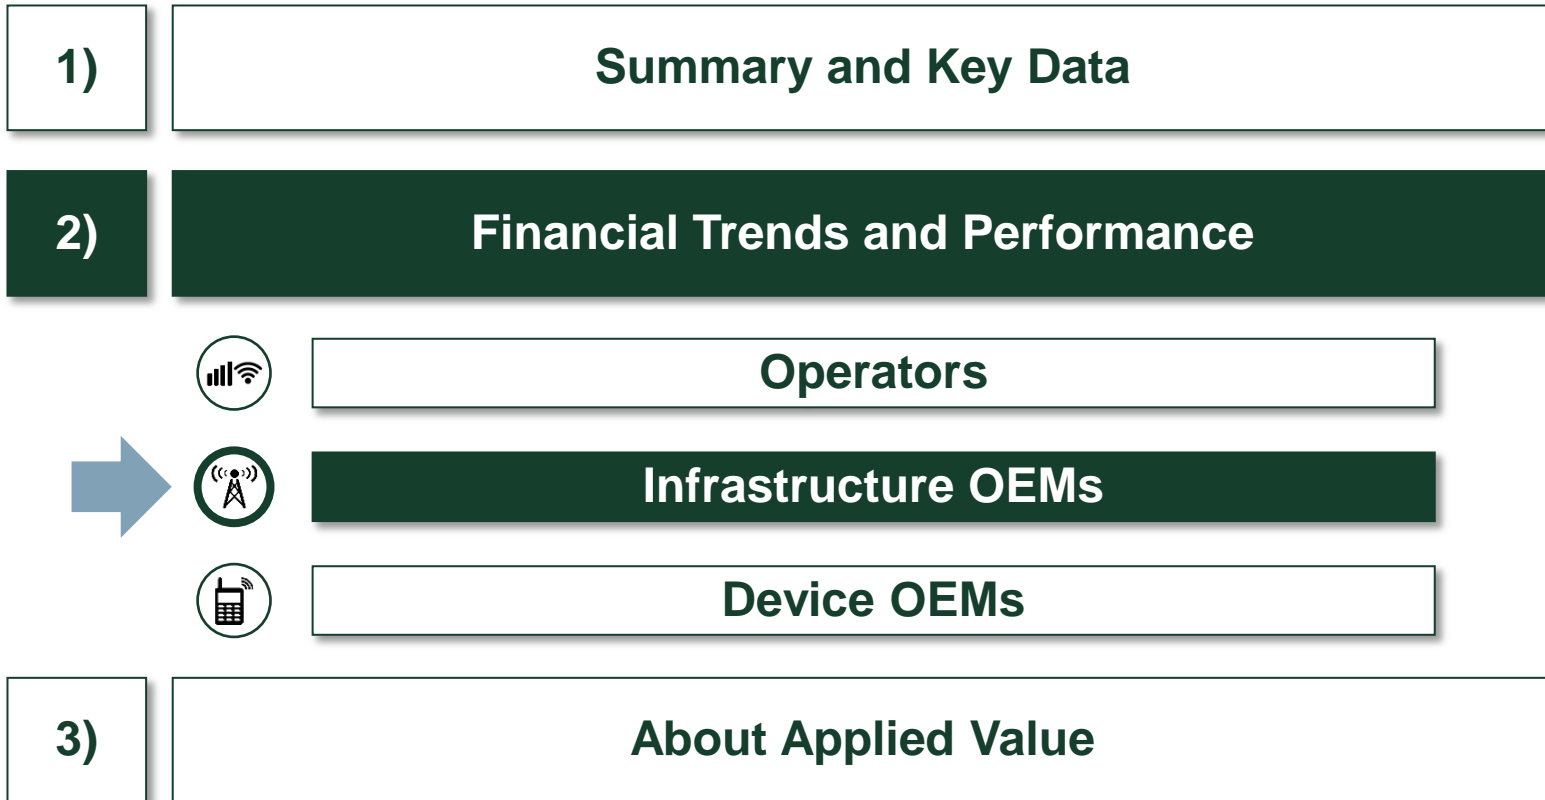 1)
Summary and Key Data
2)
Financial Trends and Performance
Operators
Infrastructure OEMs
Device OEMs
3)
About Applied Value